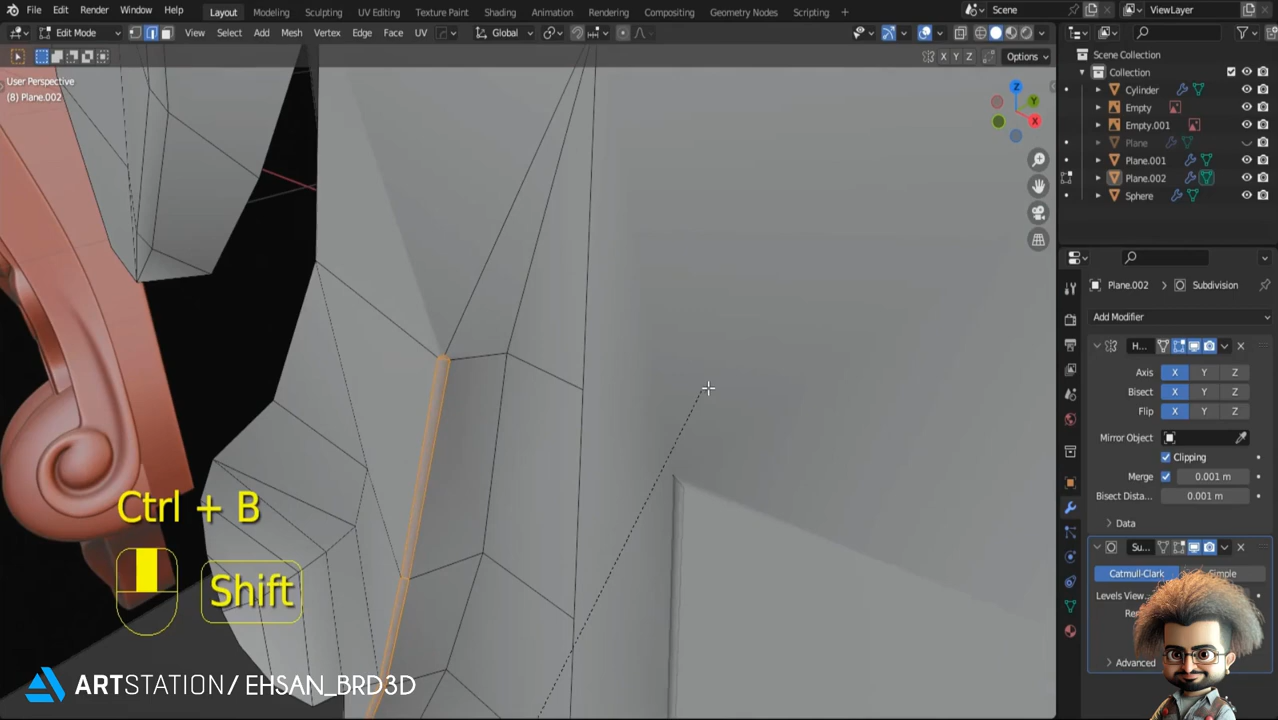 File Edit Render Window Help Layout Modeling Sculpting UV Editing Texture Paint Shading Animation Rendering Compositing Geometry Nodes Scripting + Scene ViewLayer
Edit Mode View Select Add Mesh Vertex Edge Face UV Global
X Y Z Options
User Perspective
(8) Plane.002
Z
Y
X
Scene Collection
Collection
Cylinder
Empty
Empty.001
Plane
Plane.001
Plane.002
Sphere
Plane.002 > Subdivision
Add Modifier
H...
Axis X Y Z
Bisect X Y Z
Flip X Y Z
Mirror Object
Clipping
Merge 0.001 m
Bisect Dista... 0.001 m
Data
Su...
Catmull-Clark Simple
Levels View...
Advanced
Ctrl + B
Shift
ARTSTATION / EHSAN_BRD3D